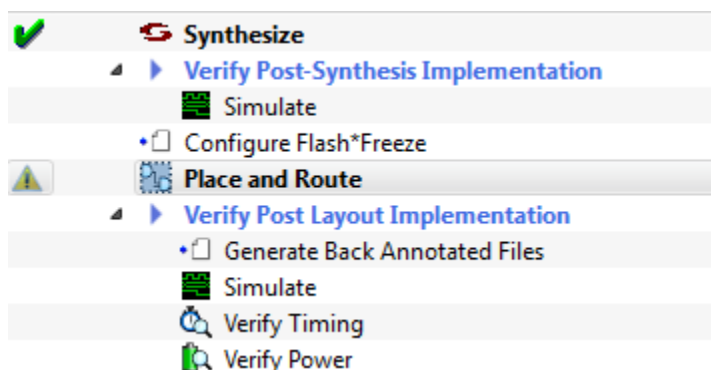 Synthesize
Verify Post-Synthesis Implementation
Simulate
Configure Flash*Freeze
Place and Route
Verify Post Layout Implementation
Generate Back Annotated Files
Simulate
Verify Timing
Verify Power